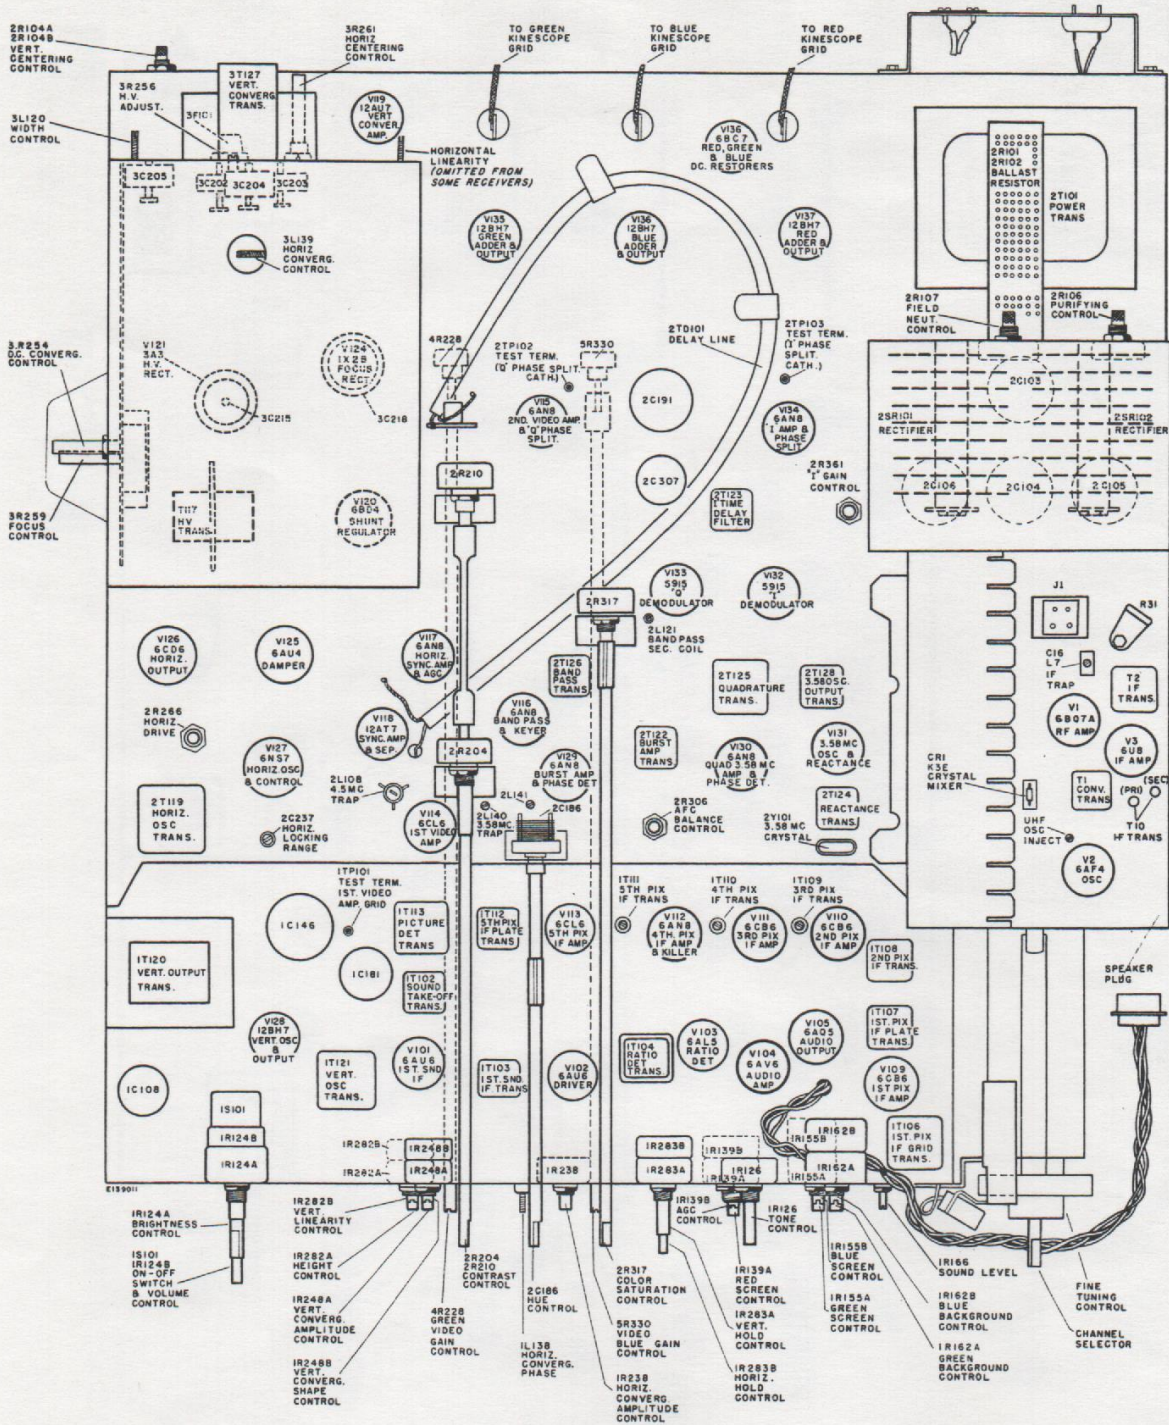 2R104A
2R104B
VERT.
CENTERING
CONTROL
3R261
HORIZ
CENTERING
CONTROL
TO GREEN
KINESCOPE
GRID
TO BLUE
KINESCOPE
GRID
TO RED
KINESCOPE
GRID
3T127
VERT.
CONVERG.
TRANS.
3R256
H.V.
ADJUST.
3F101
3L120
WIDTH
CONTROL
V119
12AU7
VERT
CONVER.
AMP.
HORIZONTAL
LINEARITY
(OMITTED FROM
SOME RECEIVERS)
V136
6BC7
RED, GREEN
& BLUE
DC. RESTORERS
2R101
2R102
BALLAST
RESISTOR
2T101
POWER
TRANS
3C205
3C202
3C204
3C203
3L139
HORIZ
CONVERG.
CONTROL
V135
12BH7
GREEN
ADDER &
OUTPUT
V136
12BH7
BLUE
ADDER
& OUTPUT
V137
12BH7
RED
ADDER &
OUTPUT
2R107
FIELD
NEUT.
CONTROL
2R106
PURIFYING
CONTROL
3R254
D.C. CONVERG.
CONTROL
V121
3A3
H.V.
RECT.
V124
1X2B
FOCUS
RECT.
3C215
3C218
4R228
2TP102
TEST TERM.
("Q" PHASE SPLIT.
CATH.)
5R330
2TD101
DELAY LINE
2TP103
TEST TERM.
("I" PHASE
SPLIT.
CATH.)
V115
6AN8
2ND. VIDEO AMP.
& "Q" PHASE
SPLIT.
2C191
V134
6AN8
I AMP &
PHASE
SPLIT
2C103
2SR101
RECTIFIER
2SR102
RECTIFIER
2R210
2C307
2R361
"I" GAIN
CONTROL
2C106
2C104
2C105
3R259
FOCUS
CONTROL
T117
HV
TRANS.
V120
6BD4
SHUNT
REGULATOR
2T123
I TIME
DELAY
FILTER
V133
5915
"Q"
DEMODULATOR
V132
5915
"I"
DEMODULATOR
2R317
J1
R31
V126
6CD6
HORIZ.
OUTPUT
V125
6AU4
DAMPER
V117
6AN8
HORIZ.
SYNC. AMP
& AGC
2L121
BAND PASS
SEC. COIL
2T126
BAND
PASS
TRANS.
2T125
QUADRATURE
TRANS.
2T128
3.58 OSC.
OUTPUT
TRANS.
C16
L7
IF
TRAP
T2
IF
TRANS.
2R266
HORIZ
DRIVE
V118
12AT7
SYNC. AMP
& SEP.
V116
6AN8
BAND PASS
& KEYER
V1
6BQ7A
RF AMP
V3
6U8
IF AMP
V127
6NS7
HORIZ OSC
& CONTROL
2R204
V129
6AN8
BURST AMP
& PHASE DET.
2T122
BURST
AMP
TRANS.
V130
6AN8
QUAD 3.58 MC
AMP &
PHASE DET.
V131
3.58MC
OSC &
REACTANCE
CR1
K3E
CRYSTAL
MIXER
T1
CONV.
TRANS
(PRI)
(SEC)
T10
IF TRANS
2T119
HORIZ.
OSC
TRANS.
2L108
4.5MC
TRAP
V114
6CL6
1ST VIDEO
AMP
2L141
2L140
3.58MC
TRAP
2C186
2R306
AFC
BALANCE
CONTROL
2T124
REACTANCE
TRANS.
2Y101
3.58 MC
CRYSTAL
UHF
OSC
INJECT
V2
6AF4
OSC
2C237
HORIZ.
LOCKING
RANGE
1TP101
TEST TERM.
1ST. VIDEO
AMP. GRID
1T111
5TH PIX
IF TRANS
1T110
4TH PIX
IF TRANS
1T109
3RD PIX
IF TRANS
1C146
1T113
PICTURE
DET
TRANS
1T112
5TH PIX
IF PLATE
TRANS
V113
6CL6
5TH PIX
IF AMP
V112
6AN8
4TH. PIX
IF AMP
& KILLER
V111
6CB6
3RD PIX
IF AMP
V110
6CB6
2ND PIX
IF AMP
1T108
2ND PIX
IF TRANS.
1T120
VERT. OUTPUT
TRANS.
1C181
1T102
SOUND
TAKE-OFF
TRANS.
SPEAKER
PLUG
1T107
1ST. PIX
IF PLATE
TRANS.
V128
12BH7
VERT. OSC
&
OUTPUT
1T121
VERT.
OSC
TRANS.
V101
6AU6
1ST. SND
IF
1T103
1ST. SND.
IF TRANS
V102
6AU6
DRIVER
1T104
RATIO
DET
TRANS.
V103
6AL5
RATIO
DET
V104
6AV6
AUDIO
AMP
V105
6AQ5
AUDIO
OUTPUT
V109
6CB6
1ST PIX
IF AMP
1C108
1S101
1R124B
1R124A
1R282B
1R282A
1R248B
1R248A
1R238
1R283B
1R283A
1R139B
1R139A
1R126
1R155B
1R155A
1R162B
1R162A
1T106
1ST. PIX
IF GRID
TRANS.
E159011
1R124A
BRIGHTNESS
CONTROL
1S101
1R124B
ON-OFF
SWITCH
& VOLUME
CONTROL
1R282B
VERT.
LINEARITY
CONTROL
1R282A
HEIGHT
CONTROL
1R248A
VERT.
CONVERG.
AMPLITUDE
CONTROL
1R248B
VERT.
CONVERG.
SHAPE
CONTROL
4R228
GREEN
VIDEO
GAIN
CONTROL
2R204
2R210
CONTRAST
CONTROL
2C186
HUE CONTROL
1L138
HORIZ.
CONVERG.
PHASE
2R317
COLOR
SATURATION
CONTROL
5R330
VIDEO
BLUE GAIN
CONTROL
1R238
HORIZ.
CONVERG
AMPLITUDE
CONTROL
1R139B
AGC
CONTROL
1R126
TONE CONTROL
1R139A
RED
SCREEN
CONTROL
1R283A
VERT.
HOLD
CONTROL
1R283B
HORIZ.
HOLD
CONTROL
1R155B
BLUE
SCREEN
CONTROL
1R155A
GREEN
SCREEN
CONTROL
1R166
SOUND LEVEL
1R162B
BLUE
BACKGROUND
CONTROL
1R162A
GREEN
BACKGROUND
CONTROL
FINE
TUNING
CONTROL
CHANNEL
SELECTOR